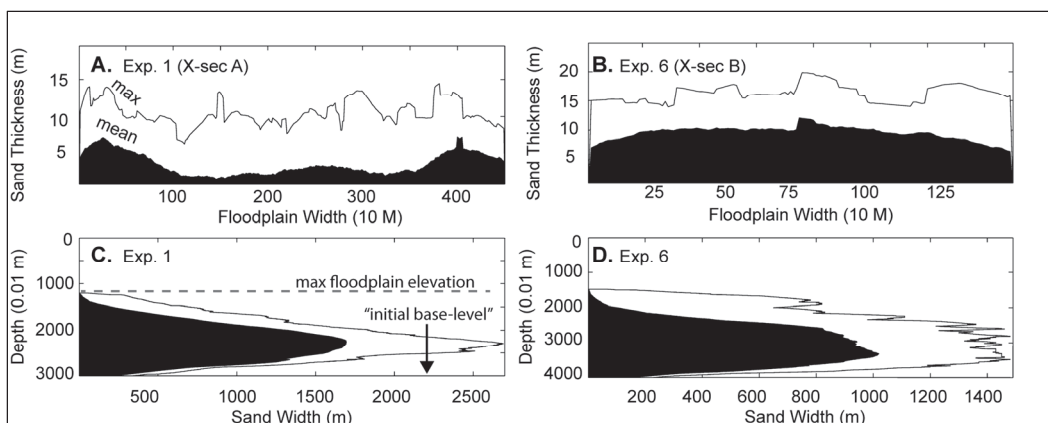 A. Exp. 1 (X-sec A)
max
mean
15
10
5
Sand Thickness (m)
100
200
300
400
Floodplain Width (10 M)
B. Exp. 6 (X-sec B)
20
15
10
5
Sand Thickness (m)
25
50
75
100
125
Floodplain Width (10 M)
C. Exp. 1
max floodplain elevation
"initial base-level"
0
1000
2000
3000
Depth (0.01 m)
500
1000
1500
2000
2500
Sand Width (m)
D. Exp. 6
0
1000
2000
3000
4000
Depth (0.01 m)
200
400
600
800
1000
1200
1400
Sand Width (m)